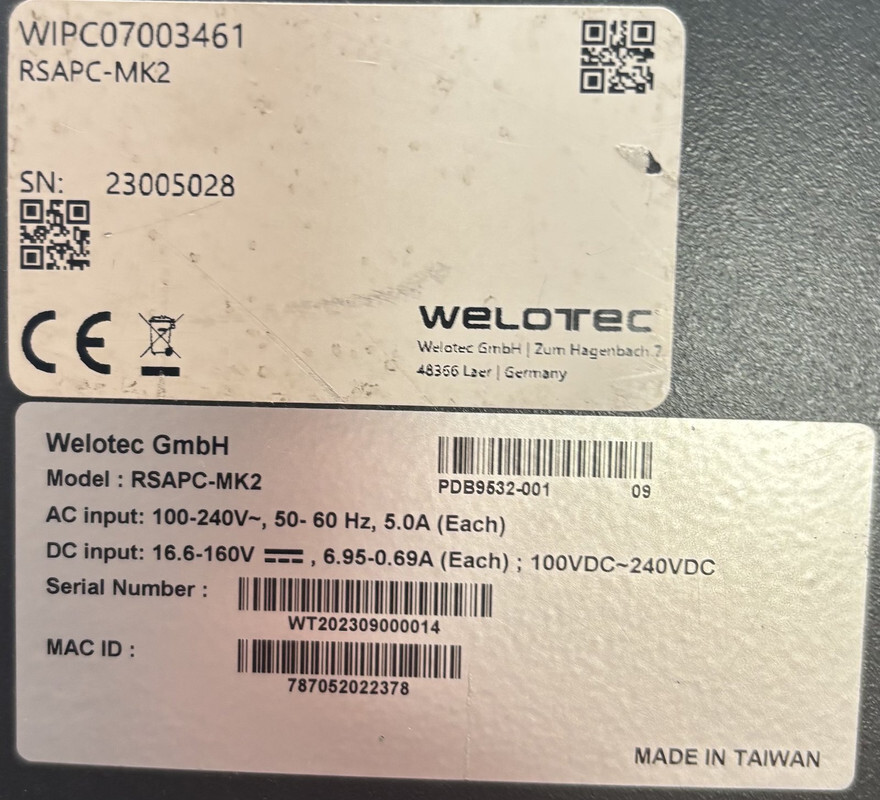 WIPC07003461
RSAPC-MK2
SN: 23005028
CE
WELOTEC
Welotec GmbH | Zum Hagenbach 7
48366 Laer | Germany
Welotec GmbH
Model : RSAPC-MK2
PDB9532-001 09
AC input: 100-240V~, 50- 60 Hz, 5.0A (Each)
DC input: 16.6-160V ⎓ , 6.95-0.69A (Each) ; 100VDC~240VDC
Serial Number :
WT202309000014
MAC ID :
787052022378
MADE IN TAIWAN